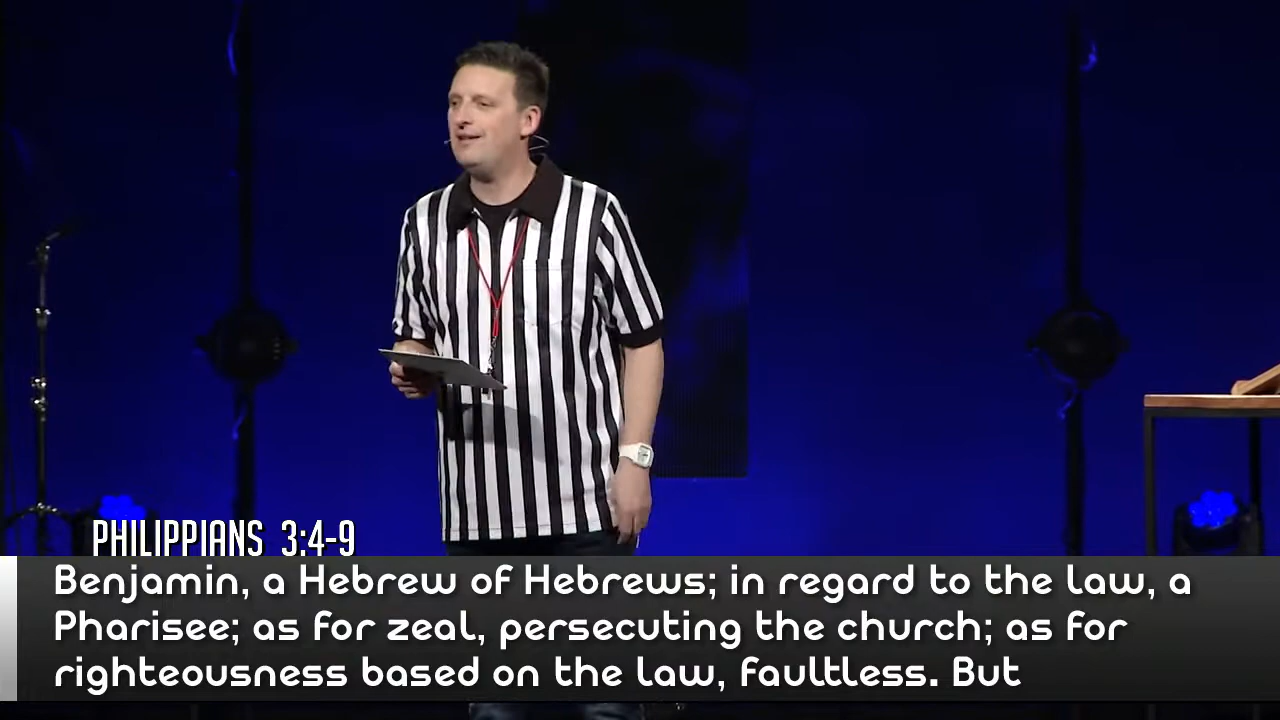 PHILIPPIANS 3:4-9
Benjamin, a Hebrew of Hebrews; in regard to the law, a
Pharisee; as for zeal, persecuting the church; as for
righteousness based on the law, faultless. But